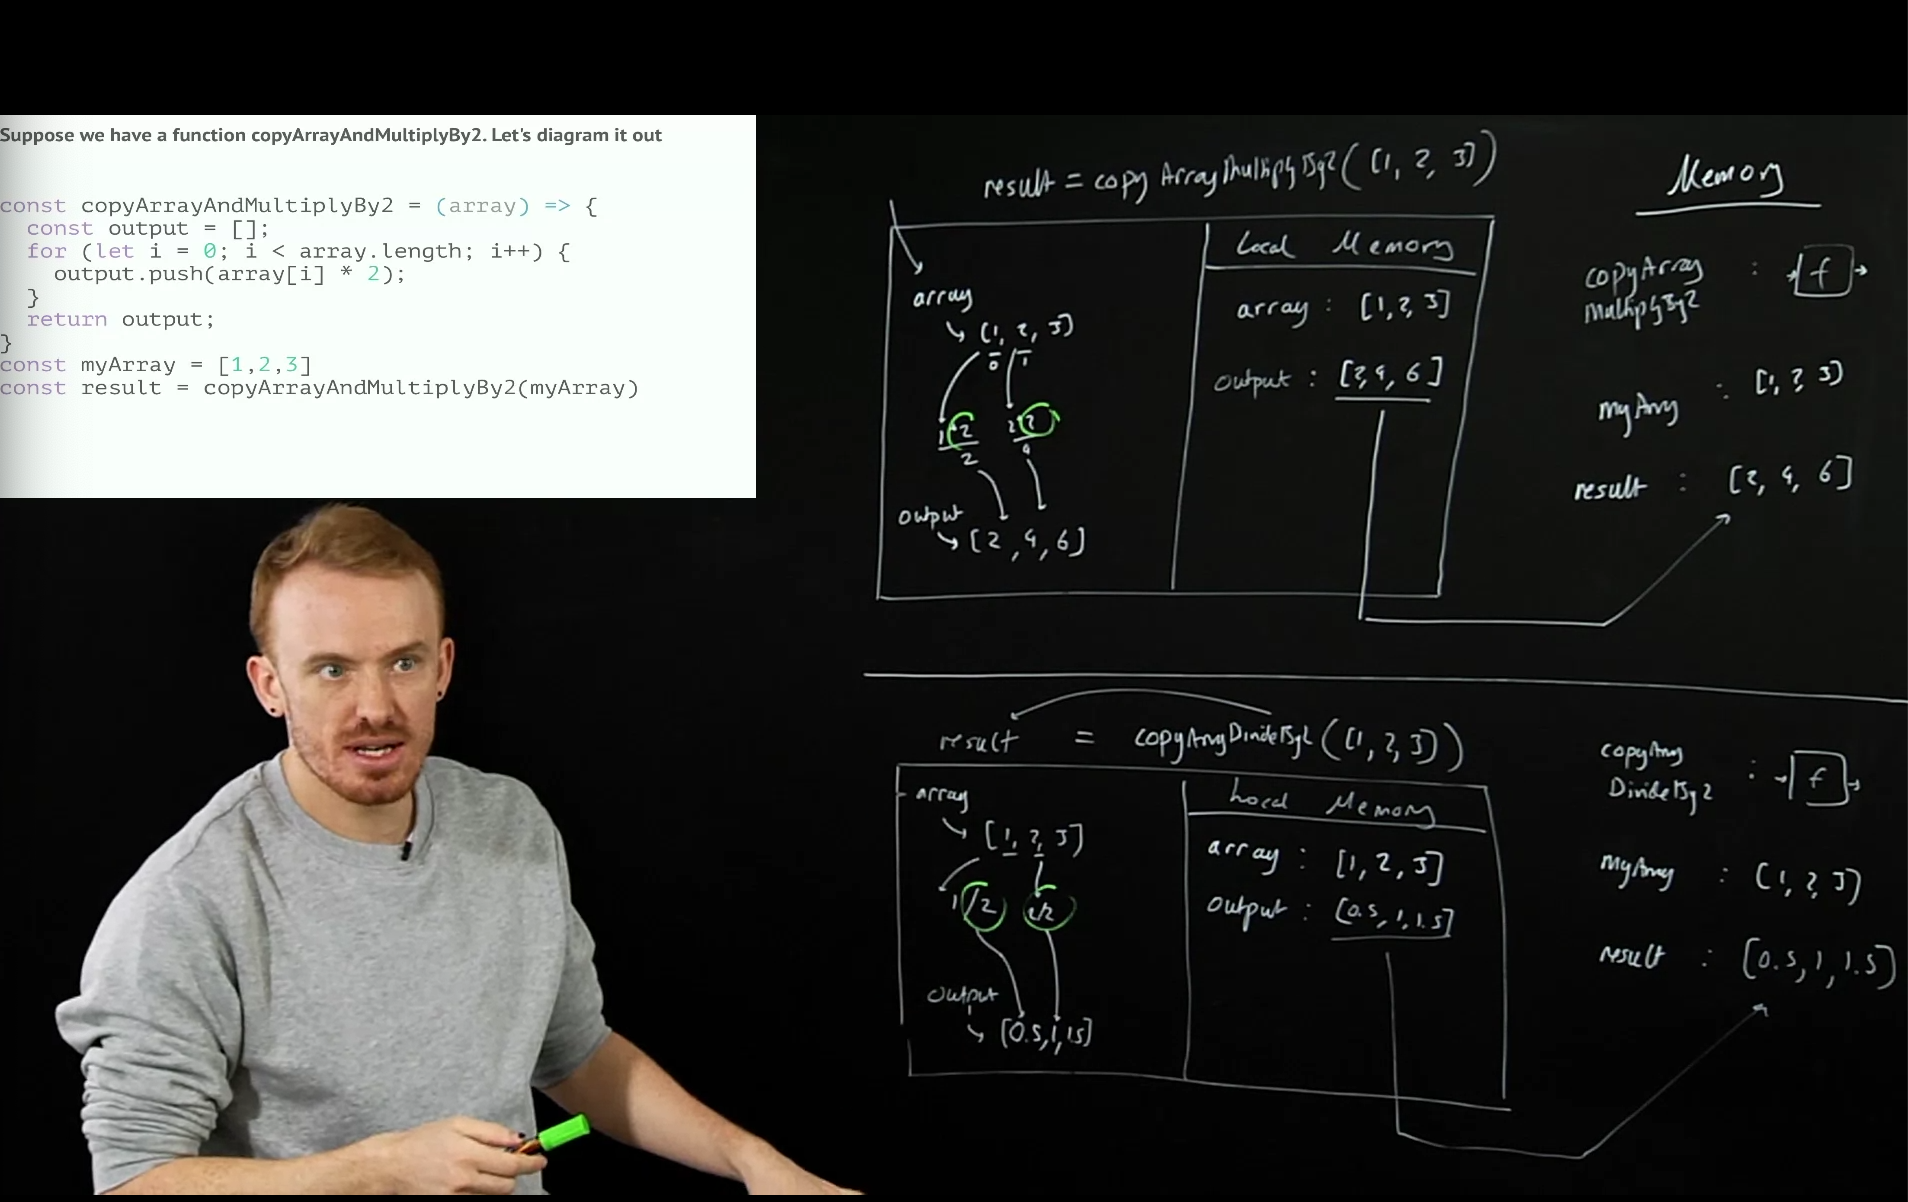 Suppose we have a function copyArrayAndMultiplyBy2. Let's diagram it out
const copyArrayAndMultiplyBy2 = (array) => {
const output = [];
for (let i = 0; i < array.length; i++) {
output.push(array[i] * 2);
}
return output;
}
const myArray = [1,2,3]
const result = copyArrayAndMultiplyBy2(myArray)
result = copy ArrayMultiplyBy2 ([1, 2, 3])
array
[1, 2, 3]
0 1
1*2 2*2
2 4
output
[2, 4, 6]
Local Memory
array : [1, 2, 3]
output : [2, 4, 6]
Memory
copyArray : f
MultiplyBy2
myArray : [1, 2, 3]
result : [2, 4, 6]
result = copyArrayDivideBy2 ([1, 2, 3])
array
[1, 2, 3]
1/2 2/2
output
[0.5, 1, 1.5]
Local Memory
array : [1, 2, 3]
output : [0.5, 1, 1.5]
copyArray : f
DivideBy2
myArray : [1, 2, 3]
result : [0.5, 1, 1.5]